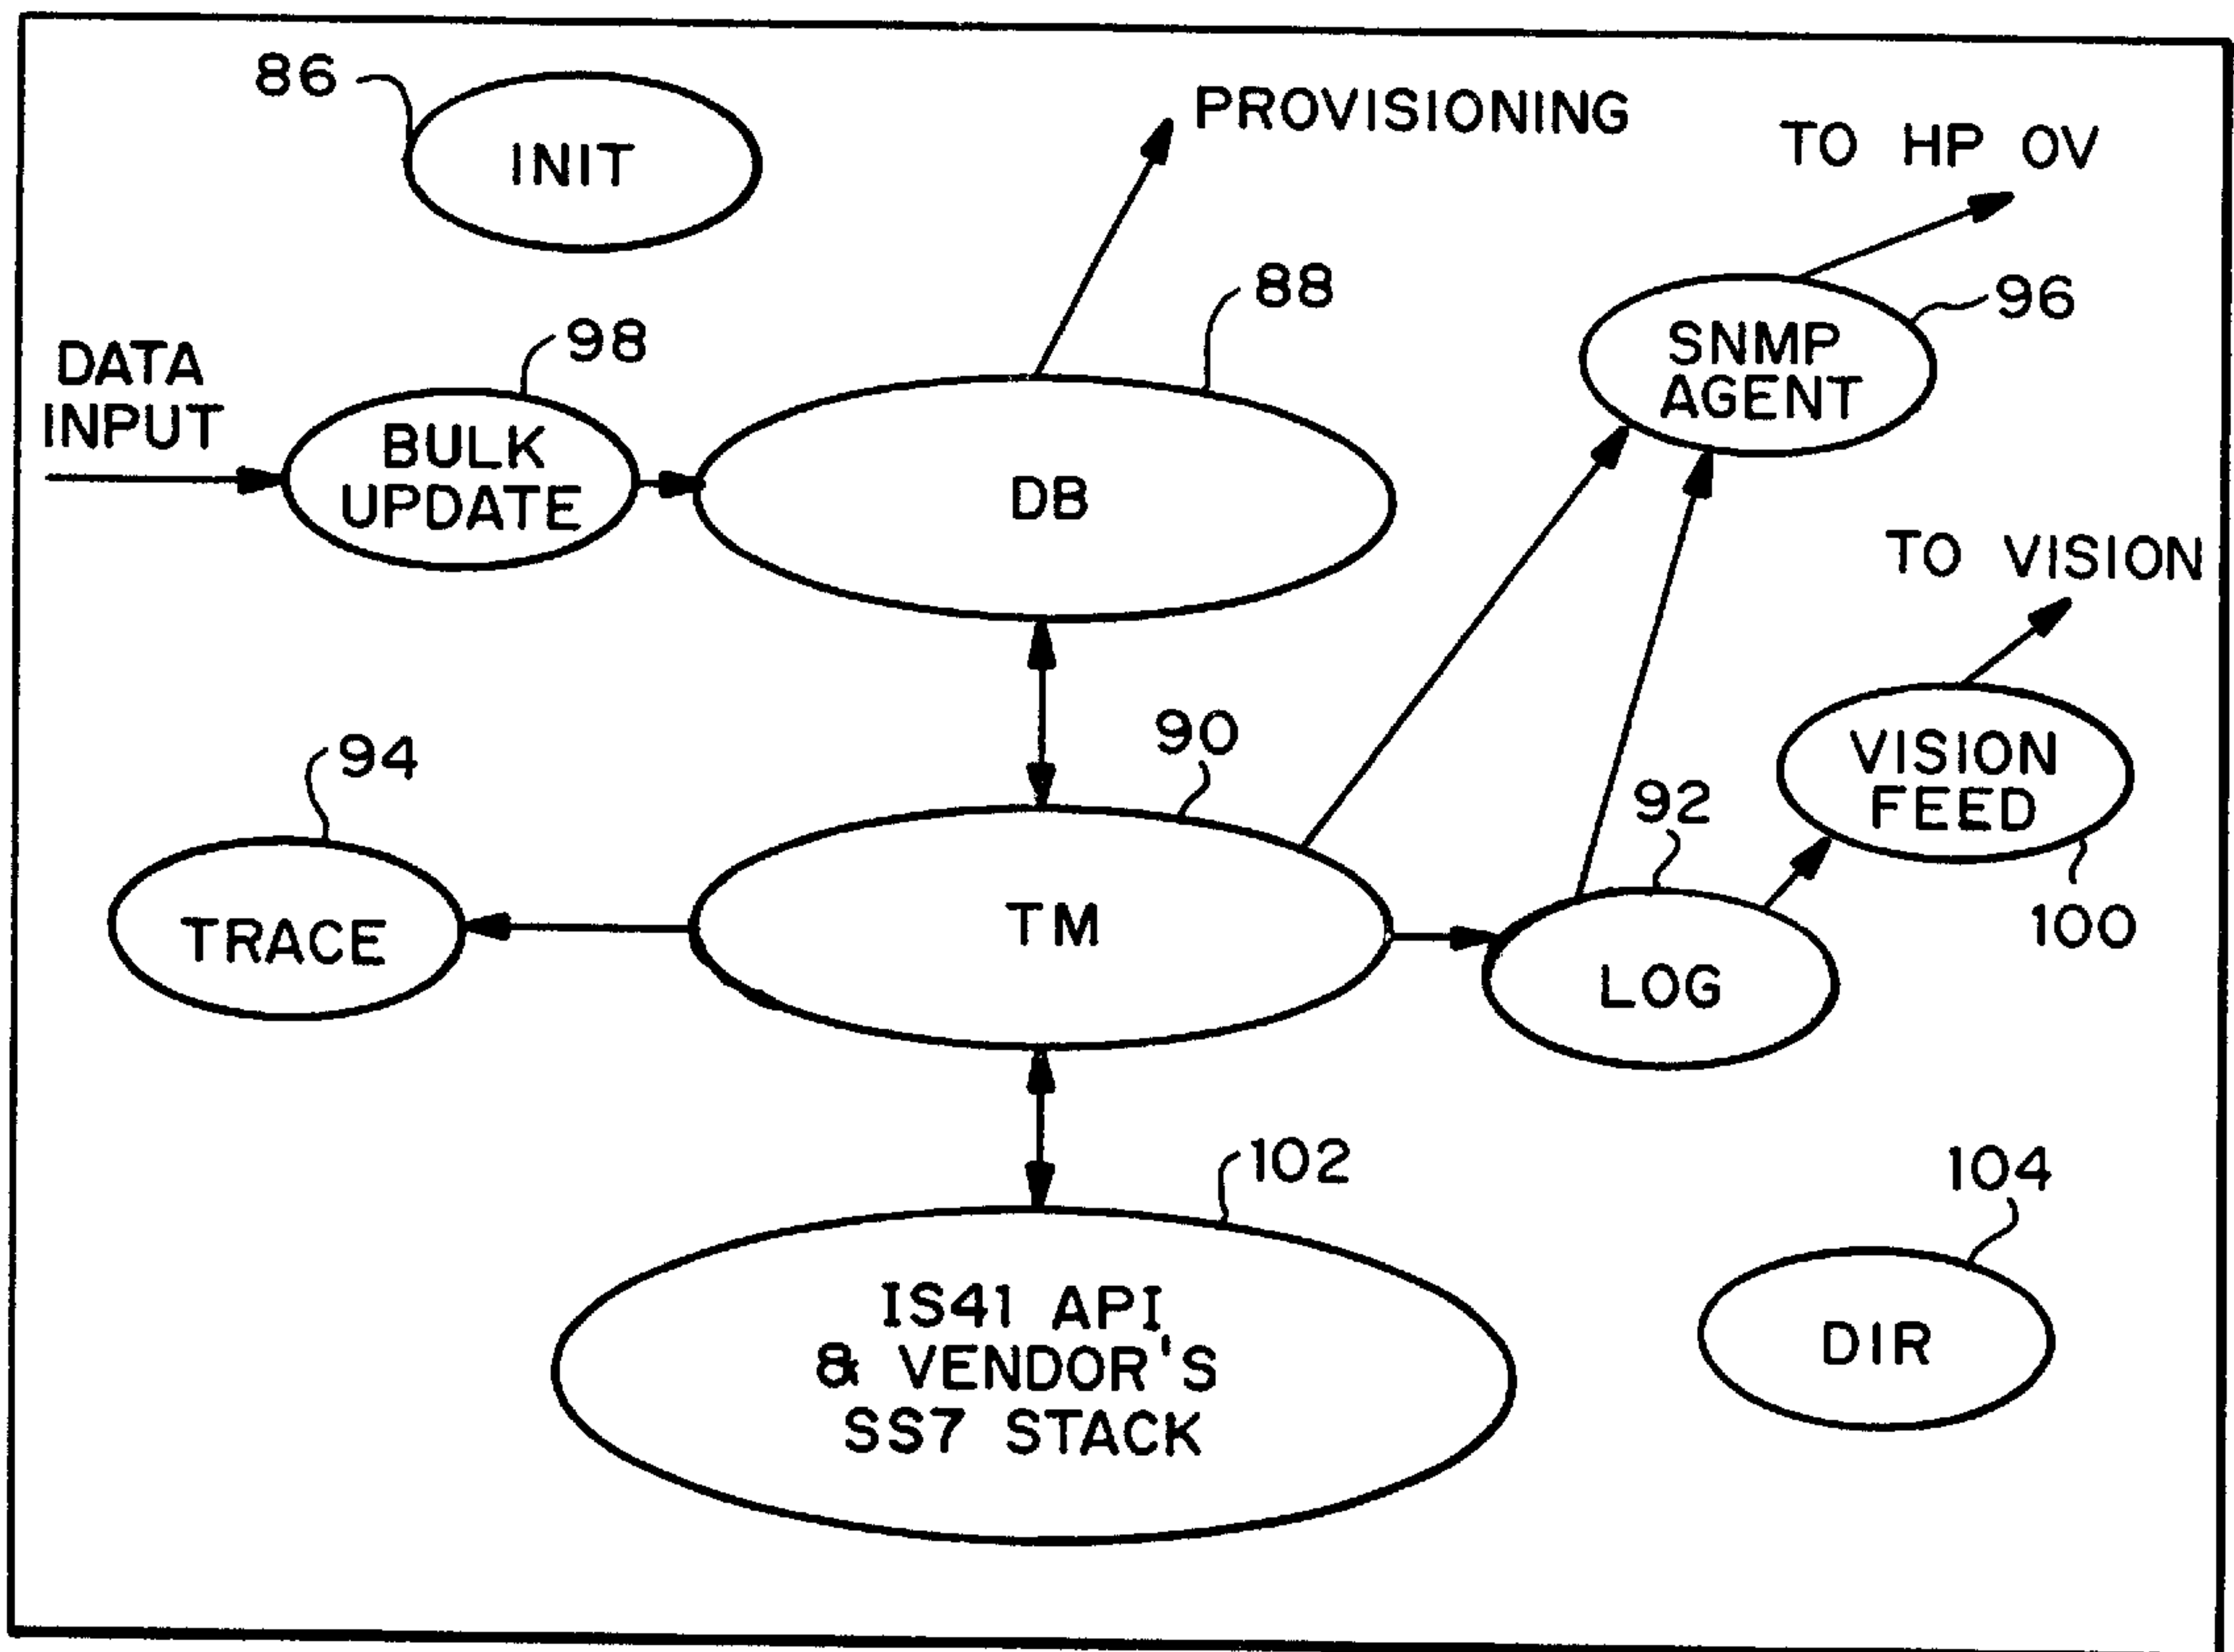 86
INIT
PROVISIONING
TO HP OV
88
96
SNMP
AGENT
98
DATA
INPUT
BULK
UPDATE
DB
TO VISION
94
90
92
VISION
FEED
100
TRACE
TM
LOG
102
104
IS41 API
& VENDOR'S
SS7 STACK
DIR